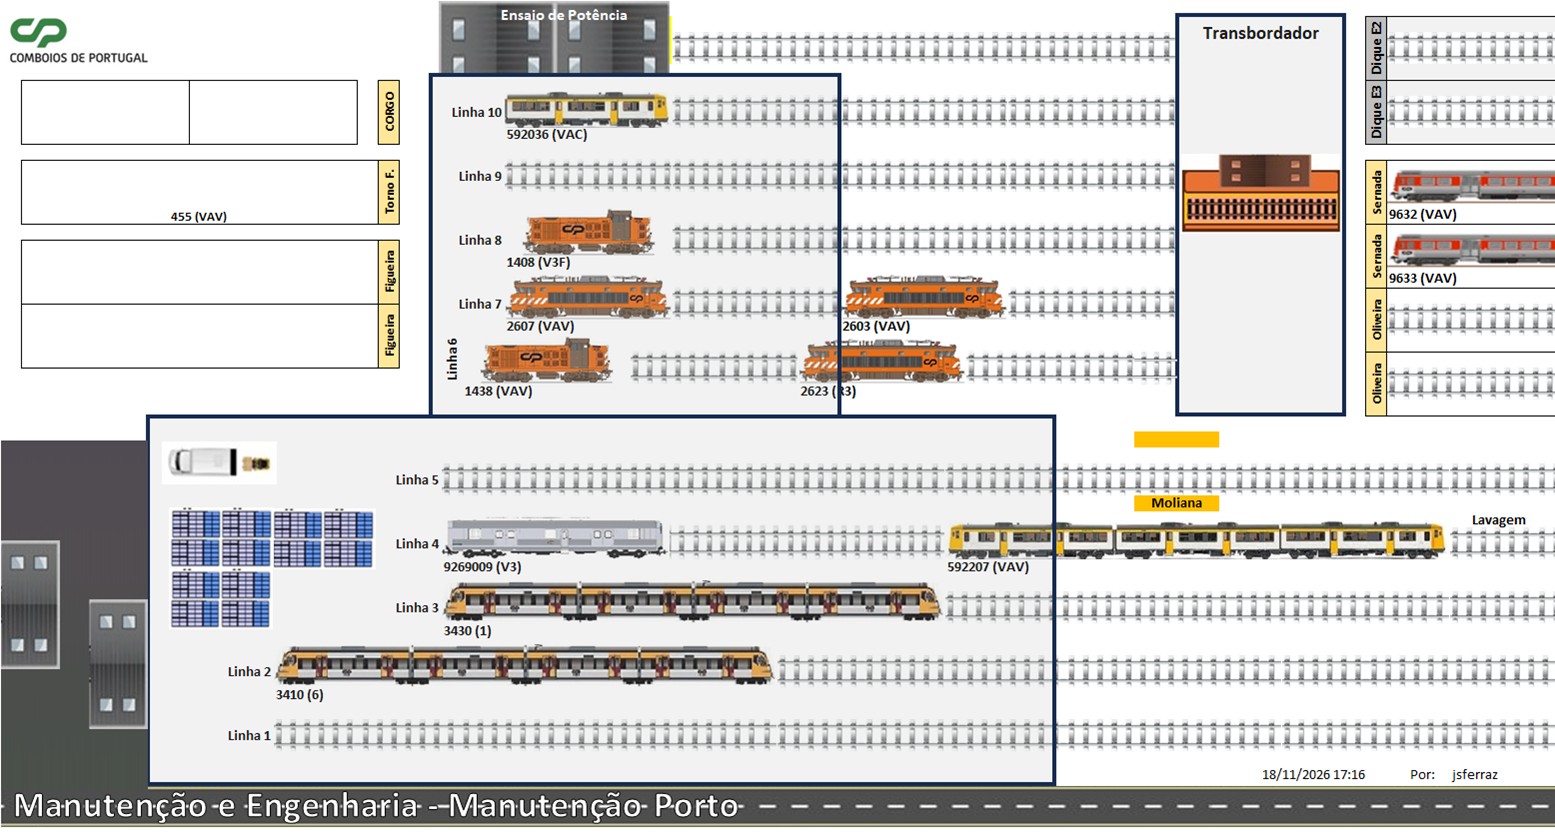 CP
COMBOIOS DE PORTUGAL
Ensaio de Potência
Transbordador
Dique E2
Dique E3
CORGO
Torno F.
455 (VAV)
Figueira
Figueira
Linha 10
592036 (VAC)
Linha 9
Linha 8
1408 (V3F)
Linha 7
2607 (VAV)
2603 (VAV)
Linha 6
1438 (VAV)
2623 (R3)
Sernada
9632 (VAV)
Sernada
9633 (VAV)
Oliveira
Oliveira
Linha 5
Moliana
Linha 4
9269009 (V3)
592207 (VAV)
Lavagem
Linha 3
3430 (1)
Linha 2
3410 (6)
Linha 1
18/11/2026 17:16 Por: jsferraz
Manutenção e Engenharia - Manutenção Porto